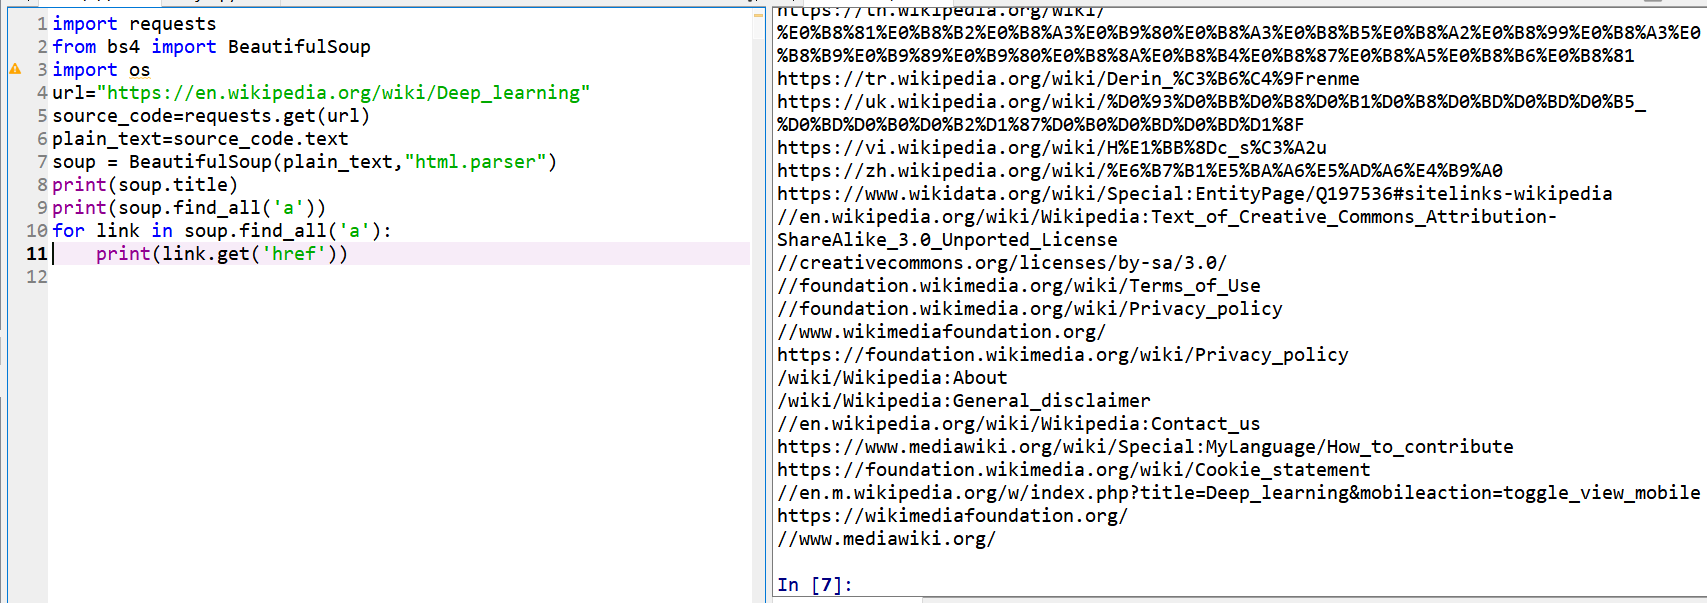 1 import requests
2 from bs4 import BeautifulSoup
3 import os
4 url="https://en.wikipedia.org/wiki/Deep_learning"
5 source_code=requests.get(url)
6 plain_text=source_code.text
7 soup = BeautifulSoup(plain_text,"html.parser")
8 print(soup.title)
9 print(soup.find_all('a'))
10 for link in soup.find_all('a'):
11     print(link.get('href'))
12
https://th.wikipedia.org/wiki/
%E0%B8%81%E0%B8%B2%E0%B8%A3%E0%B9%80%E0%B8%A3%E0%B8%B5%E0%B8%A2%E0%B8%99%E0%B8%A3%E0
%B8%B9%E0%B9%89%E0%B9%80%E0%B8%8A%E0%B8%B4%E0%B8%87%E0%B8%A5%E0%B8%B6%E0%B8%81
https://tr.wikipedia.org/wiki/Derin_%C3%B6%C4%9Frenme
https://uk.wikipedia.org/wiki/%D0%93%D0%BB%D0%B8%D0%B1%D0%B8%D0%BD%D0%BD%D0%B5_
%D0%BD%D0%B0%D0%B2%D1%87%D0%B0%D0%BD%D0%BD%D1%8F
https://vi.wikipedia.org/wiki/H%E1%BB%8Dc_s%C3%A2u
https://zh.wikipedia.org/wiki/%E6%B7%B1%E5%BA%A6%E5%AD%A6%E4%B9%A0
https://www.wikidata.org/wiki/Special:EntityPage/Q197536#sitelinks-wikipedia
//en.wikipedia.org/wiki/Wikipedia:Text_of_Creative_Commons_Attribution-
ShareAlike_3.0_Unported_License
//creativecommons.org/licenses/by-sa/3.0/
//foundation.wikimedia.org/wiki/Terms_of_Use
//foundation.wikimedia.org/wiki/Privacy_policy
//www.wikimediafoundation.org/
https://foundation.wikimedia.org/wiki/Privacy_policy
/wiki/Wikipedia:About
/wiki/Wikipedia:General_disclaimer
//en.wikipedia.org/wiki/Wikipedia:Contact_us
https://www.mediawiki.org/wiki/Special:MyLanguage/How_to_contribute
https://foundation.wikimedia.org/wiki/Cookie_statement
//en.m.wikipedia.org/w/index.php?title=Deep_learning&mobileaction=toggle_view_mobile
https://wikimediafoundation.org/
//www.mediawiki.org/
In [7]: